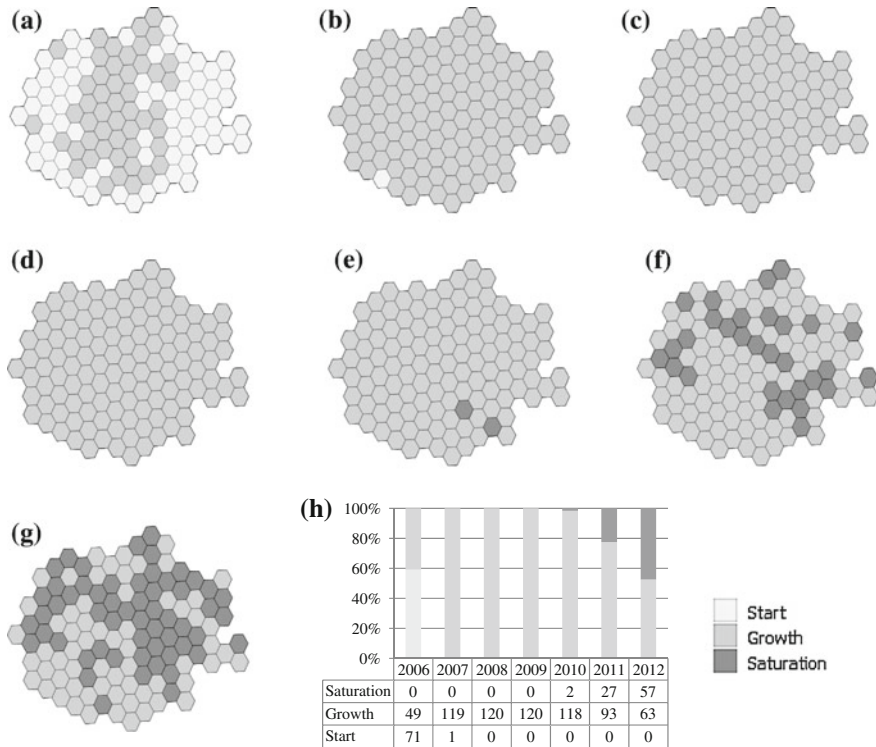 (a)
(b)
(c)
(d)
(e)
(f)
(g)
(h)
100%
80%
60%
40%
20%
0%
2006 2007 2008 2009 2010 2011 2012
Saturation 0 0 0 0 2 27 57
Growth 49 119 120 120 118 93 63
Start 71 1 0 0 0 0 0
Start
Growth
Saturation